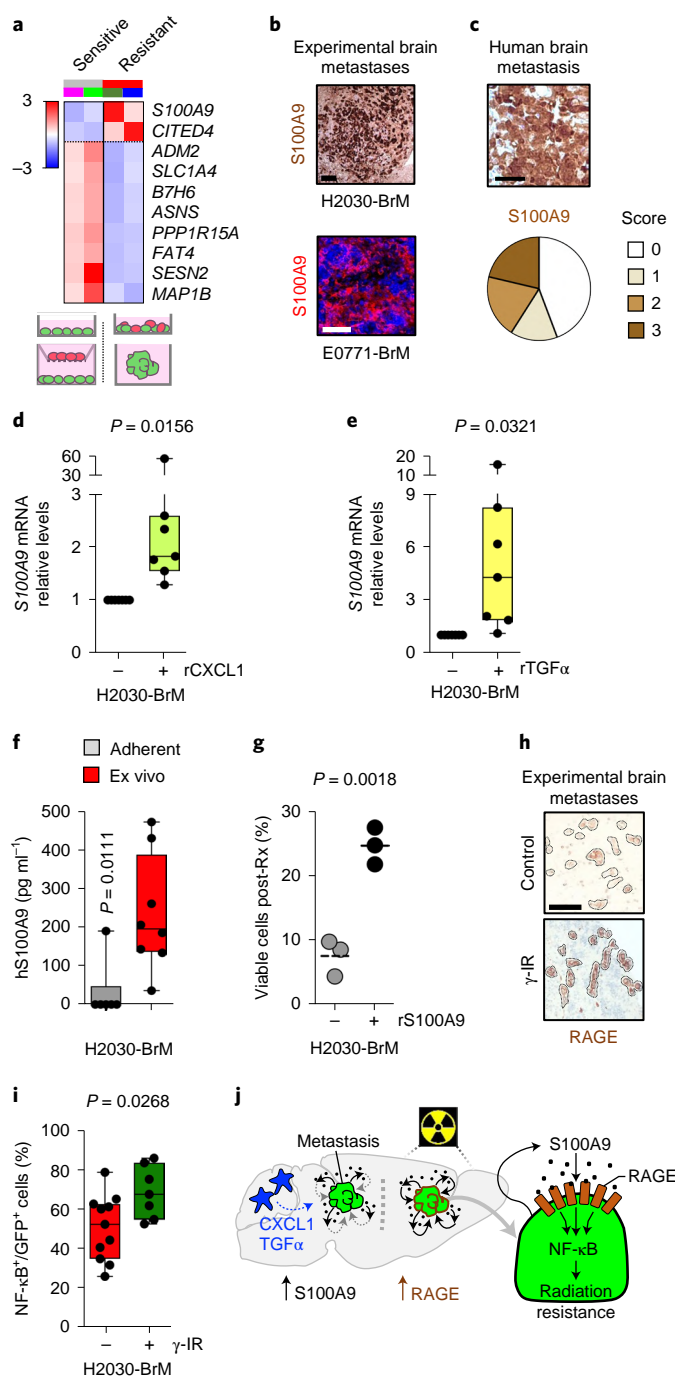 a
Sensitive
Resistant
3
−3
S100A9
CITED4
ADM2
SLC1A4
B7H6
ASNS
PPP1R15A
FAT4
SESN2
MAP1B
b
Experimental brain
metastases
S100A9
H2030-BrM
S100A9
E0771-BrM
c
Human brain
metastasis
S100A9
Score
0
1
2
3
d
P = 0.0156
60
30
3
2
1
0
S100A9 mRNA
relative levels
− + rCXCL1
H2030-BrM
e
P = 0.0321
20
10
9
6
3
0
S100A9 mRNA
relative levels
− + rTGFα
H2030-BrM
f
Adherent
Ex vivo
500
400
300
200
100
0
hS100A9 (pg ml⁻¹)
P = 0.0111
H2030-BrM
g
P = 0.0018
30
20
10
0
Viable cells post-Rx (%)
− + rS100A9
H2030-BrM
h
Experimental brain
metastases
Control
γ-IR
RAGE
i
P = 0.0268
100
80
60
40
20
0
NF-κB⁺/GFP⁺ cells (%)
− + γ-IR
H2030-BrM
j
Metastasis
CXCL1
TGFα
↑ S100A9
↑ RAGE
S100A9
RAGE
NF-κB
Radiation
resistance